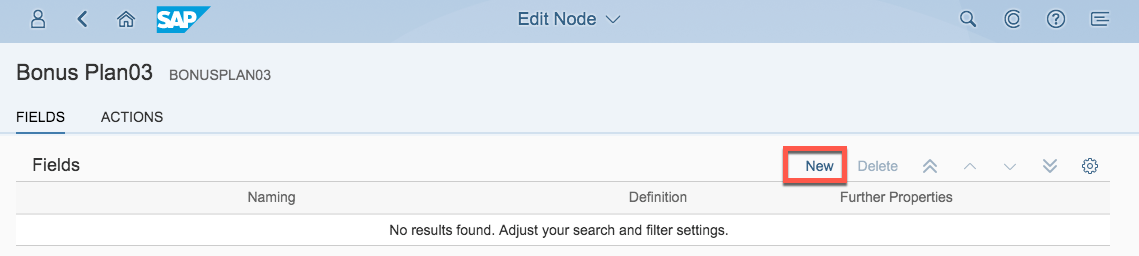 SAP Edit Node
Bonus Plan03 BONUSPLAN03
FIELDS ACTIONS
Fields New Delete
Naming Definition Further Properties
No results found. Adjust your search and filter settings.